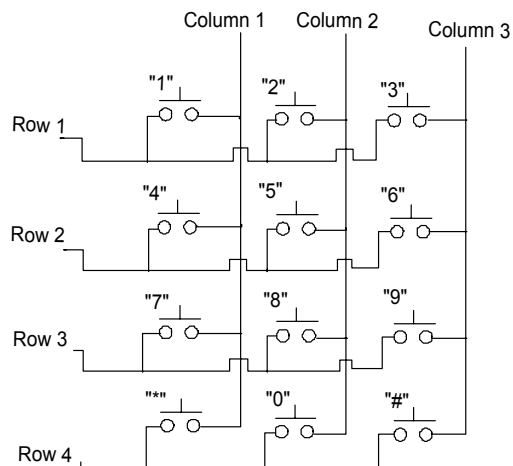 Column 1 Column 2 Column 3
"1" "2" "3"
Row 1
"4" "5" "6"
Row 2
"7" "8" "9"
Row 3
"*" "0" "#"
Row 4